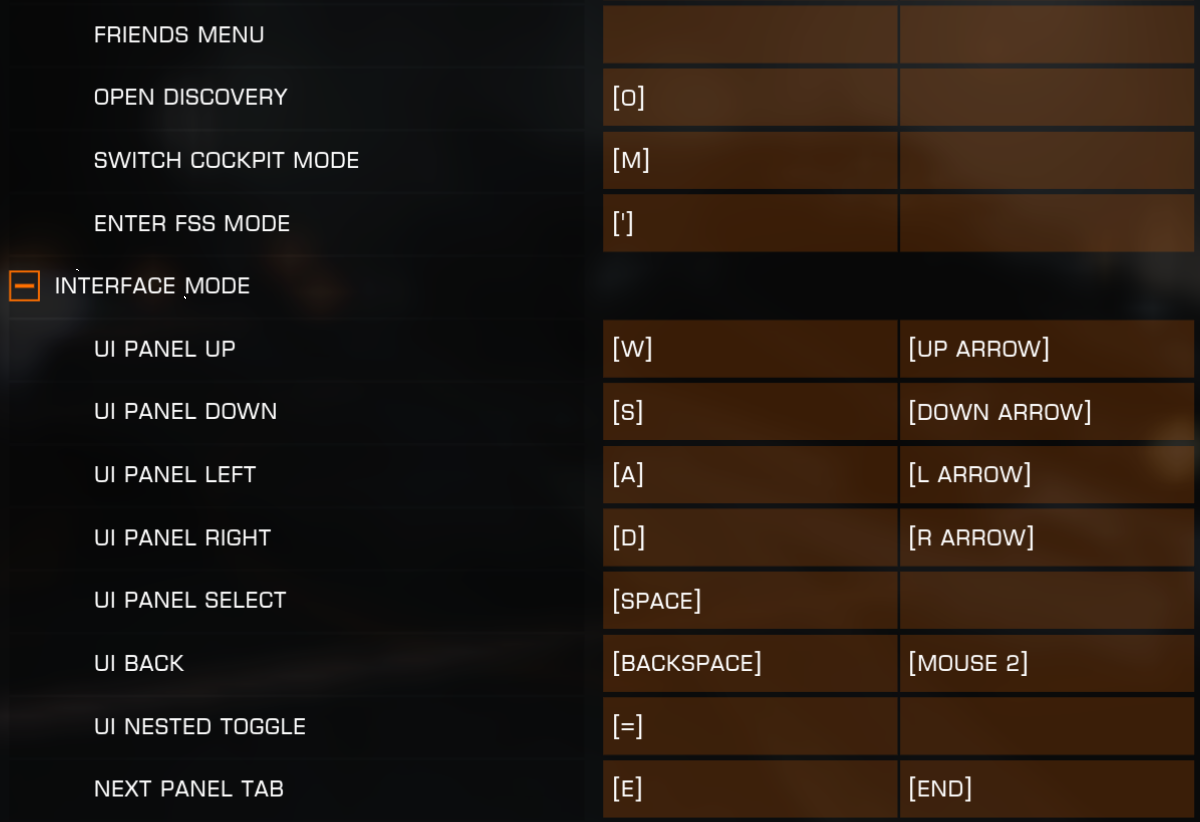 FRIENDS MENU
OPEN DISCOVERY [O]
SWITCH COCKPIT MODE [M]
ENTER FSS MODE [']
INTERFACE MODE
UI PANEL UP [W] [UP ARROW]
UI PANEL DOWN [S] [DOWN ARROW]
UI PANEL LEFT [A] [L ARROW]
UI PANEL RIGHT [D] [R ARROW]
UI PANEL SELECT [SPACE]
UI BACK [BACKSPACE] [MOUSE 2]
UI NESTED TOGGLE [=]
NEXT PANEL TAB [E] [END]